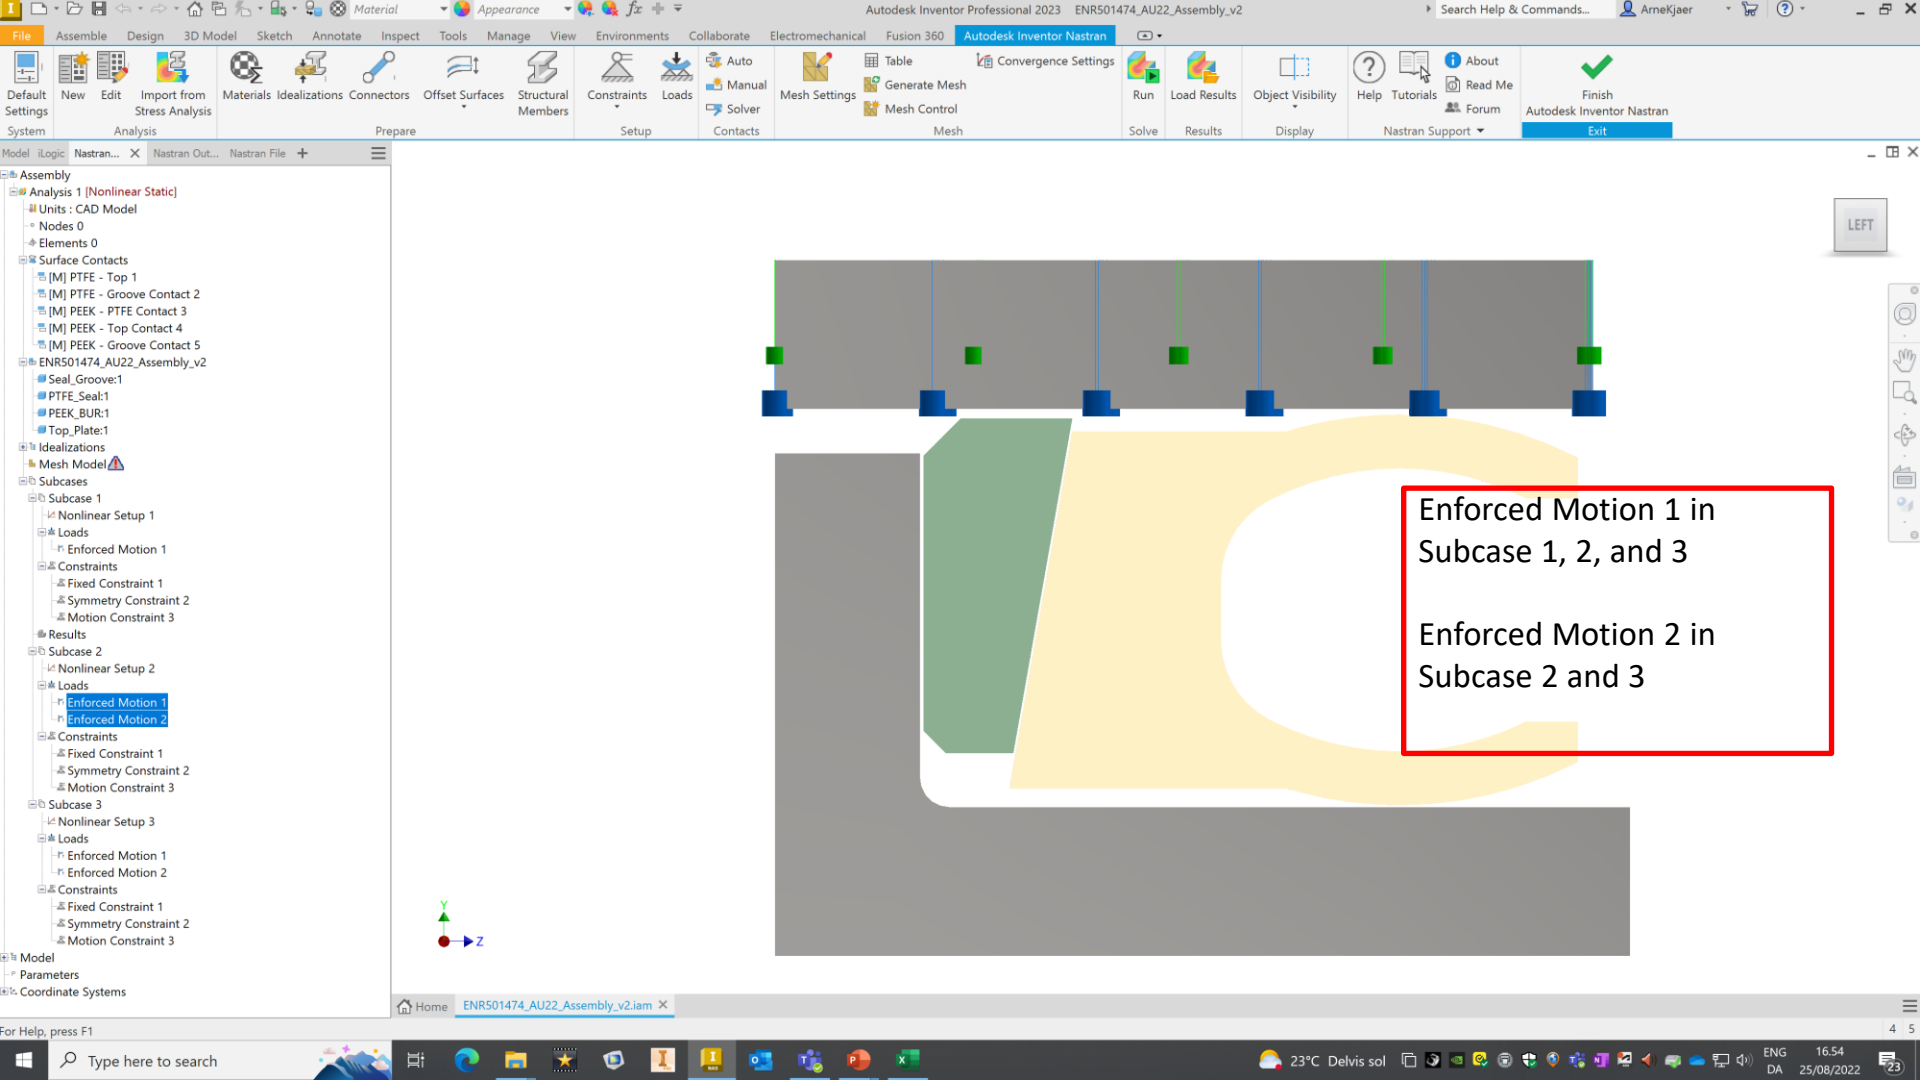 Material
Appearance
Autodesk Inventor Professional 2023 ENR501474_AU22_Assembly_v2
Search Help & Commands...
ArneKjaer
File Assemble Design 3D Model Sketch Annotate Inspect Tools Manage View Environments Collaborate Electromechanical Fusion 360 Autodesk Inventor Nastran
Default Settings
New
Edit
Import from Stress Analysis
Materials
Idealizations
Connectors
Offset Surfaces
Structural Members
Constraints
Loads
Auto
Manual
Solver
Mesh Settings
Table
Generate Mesh
Mesh Control
Convergence Settings
Run
Load Results
Object Visibility
Help
Tutorials
About
Read Me
Forum
Finish
Autodesk Inventor Nastran
System Analysis Prepare Setup Contacts Mesh Solve Results Display Nastran Support Exit
Model iLogic Nastran... Nastran Out... Nastran File
Assembly
Analysis 1 [Nonlinear Static]
Units : CAD Model
Nodes 0
Elements 0
Surface Contacts
[M] PTFE - Top 1
[M] PTFE - Groove Contact 2
[M] PEEK - PTFE Contact 3
[M] PEEK - Top Contact 4
[M] PEEK - Groove Contact 5
ENR501474_AU22_Assembly_v2
Seal_Groove:1
PTFE_Seal:1
PEEK_BUR:1
Top_Plate:1
Idealizations
Mesh Model
Subcases
Subcase 1
Nonlinear Setup 1
Loads
Enforced Motion 1
Constraints
Fixed Constraint 1
Symmetry Constraint 2
Motion Constraint 3
Results
Subcase 2
Nonlinear Setup 2
Loads
Enforced Motion 1
Enforced Motion 2
Constraints
Fixed Constraint 1
Symmetry Constraint 2
Motion Constraint 3
Subcase 3
Nonlinear Setup 3
Loads
Enforced Motion 1
Enforced Motion 2
Constraints
Fixed Constraint 1
Symmetry Constraint 2
Motion Constraint 3
Model
Parameters
Coordinate Systems
LEFT
Enforced Motion 1 in
Subcase 1, 2, and 3
Enforced Motion 2 in
Subcase 2 and 3
Y
Z
Home ENR501474_AU22_Assembly_v2.iam
For Help, press F1
4 5
Type here to search
23°C Delvis sol
ENG
DA
16.54
25/08/2022
23